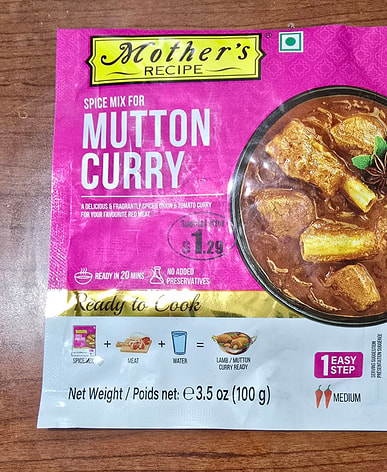 Mother's
RECIPE
SPICE MIX FOR
MUTTON
CURRY
A DELICIOUS & FRAGRANTLY SPICED ONION & TOMATO CURRY
FOR YOUR FAVOURITE RED MEAT.
$1.29
READY IN 20 MINS
NO ADDED
PRESERVATIVES
Ready to Cook
SPICE MIX
+
MEAT
+
WATER
=
LAMB / MUTTON
CURRY READY
1 EASY
STEP
SERVING SUGGESTION
Net Weight / Poids net: ℮3.5 oz (100 g)
MEDIUM